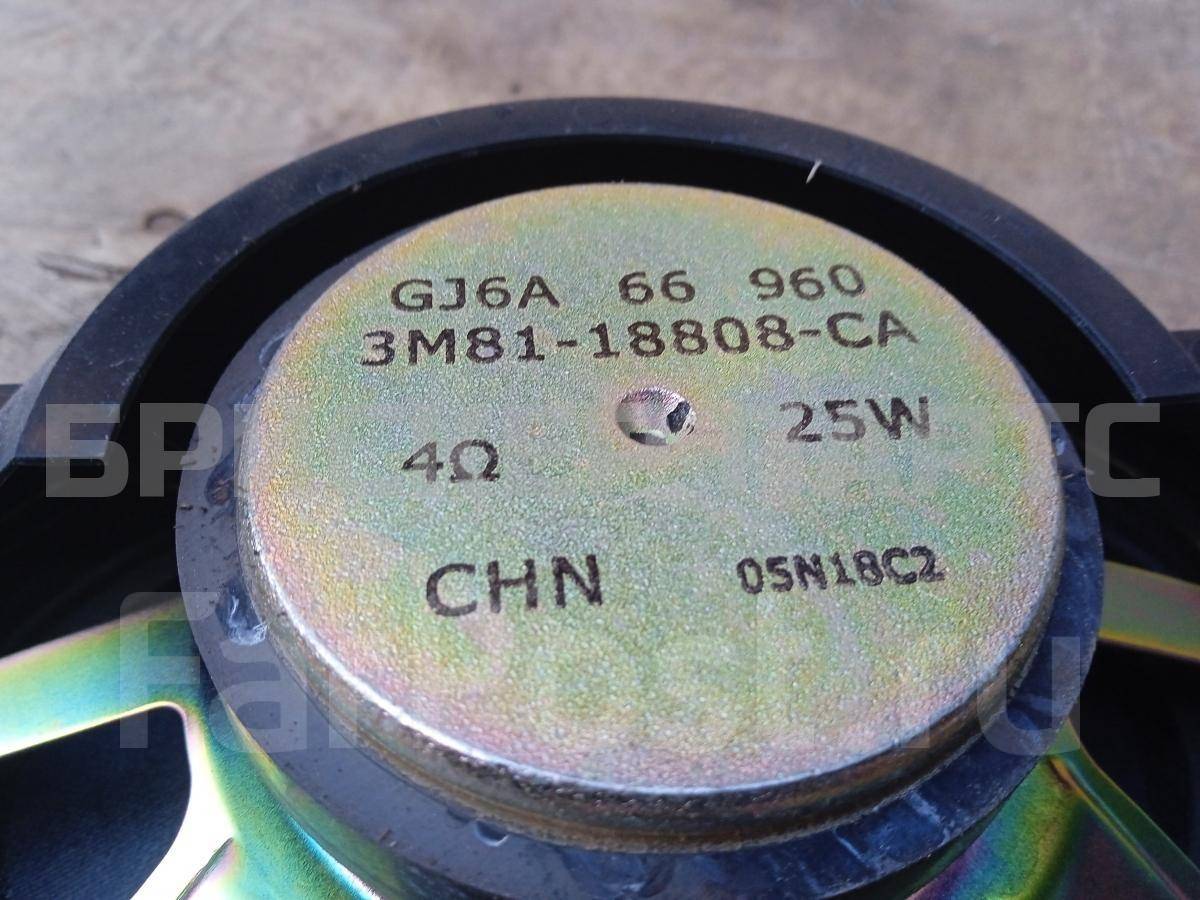 GJ6A 66 960
3M81-18808-CA
4Ω 25W
CHN 05N18C2